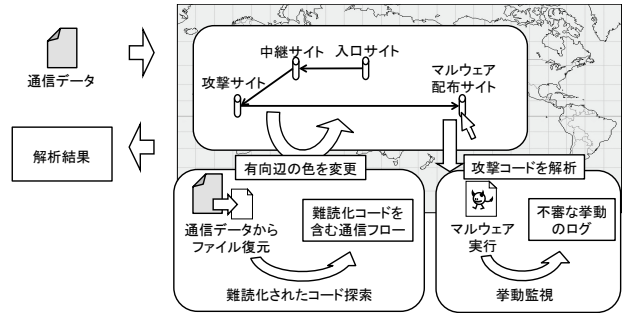 通信データ
解析結果
中継サイト
入口サイト
攻撃サイト
マルウェア
配布サイト
有向辺の色を変更
攻撃コードを解析
通信データから
ファイル復元
難読化コードを
含む通信フロー
難読化されたコード探索
マルウェア
実行
不審な挙動
のログ
挙動監視